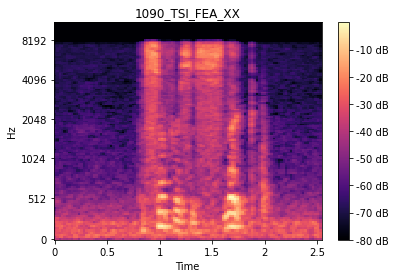 1090_TSI_FEA_XX
8192
4096
2048
1024
512
0
Hz
0 0.5 1 1.5 2 2.5
Time
-10 dB
-20 dB
-30 dB
-40 dB
-50 dB
-60 dB
-70 dB
-80 dB